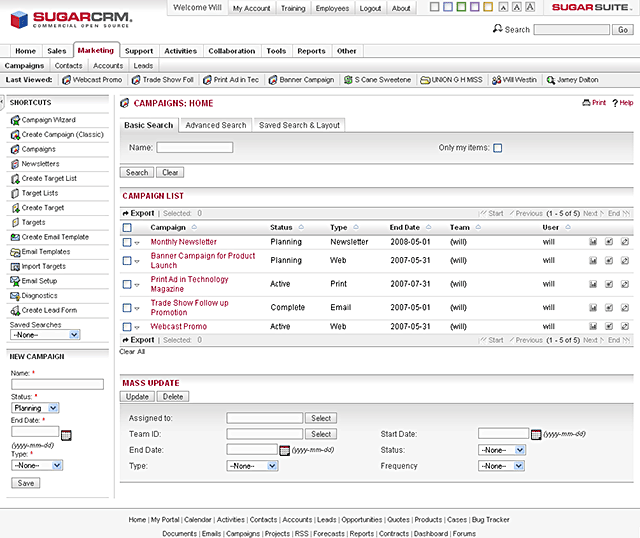 SUGARCRM.
COMMERCIAL OPEN SOURCE
Welcome Will | My Account | Training | Employees | Logout | About
A A A
SUGARSUITE.
Search Go
Home Sales Marketing Support Activities Collaboration Tools Reports Other
Campaigns Contacts Accounts Leads
Last Viewed: Webcast Promo | Trade Show Foll | Print Ad in Tec | Banner Campaign | S Cane Sweetene | UNION G H MISS | Will Westin | Jamey Dalton
SHORTCUTS
Campaign Wizard
Create Campaign (Classic)
Campaigns
Newsletters
Create Target List
Target Lists
Create Target
Targets
Create Email Template
Email Templates
Import Targets
Email Setup
Diagnostics
Create Lead Form
Saved Searches
--None--
NEW CAMPAIGN
Name: *
Status: *
Planning
End Date: *
(yyyy-mm-dd)
Type: *
--None--
Save
CAMPAIGNS: HOME
Print ? Help
Basic Search Advanced Search Saved Search & Layout
Name: Only my items:
Search Clear
CAMPAIGN LIST
Export | Selected: 0 Start Previous (1 - 5 of 5) Next End
Campaign Status Type End Date Team User
Monthly Newsletter Planning Newsletter 2008-05-01 (will) will
Banner Campaign for Product
Launch Planning Web 2007-05-31 (will) will
Print Ad in Technology
Magazine Active Print 2007-07-31 (will) will
Trade Show Follow up
Promotion Complete Email 2007-05-01 (will) will
Webcast Promo Active Web 2007-05-31 (will) will
Export | Selected: 0 Start Previous (1 - 5 of 5) Next End
Clear All
MASS UPDATE
Update Delete
Assigned to: Select
Team ID: Select Start Date: (yyyy-mm-dd)
End Date: (yyyy-mm-dd) Status: --None--
Type: --None-- Frequency --None--
Home | My Portal | Calendar | Activities | Contacts | Accounts | Leads | Opportunities | Quotes | Products | Cases | Bug Tracker
Documents | Emails | Campaigns | Projects | RSS | Forecasts | Reports | Contracts | Dashboard | Forums